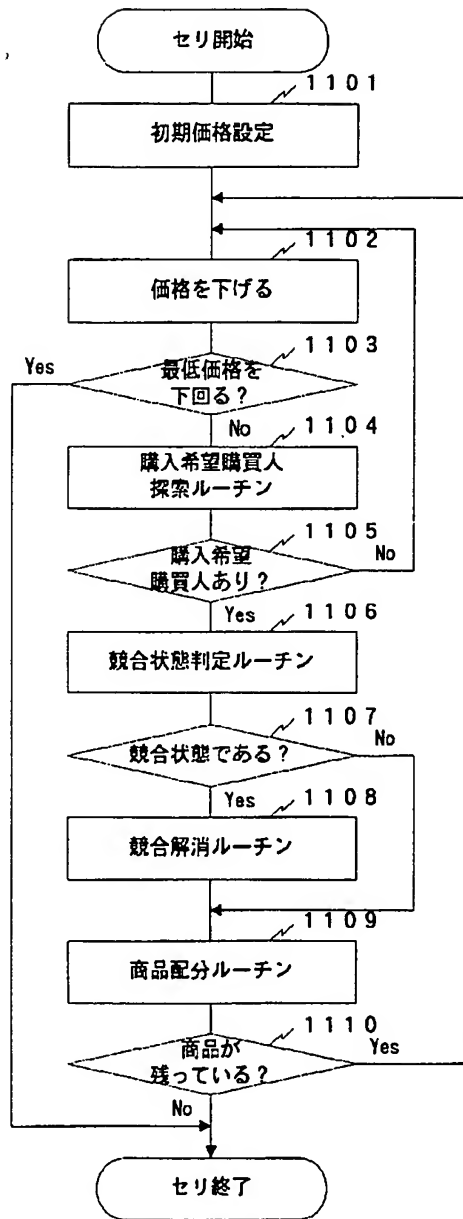 セリ開始
1101
初期価格設定
1102
価格を下げる
1103
Yes
最低価格を
下回る?
No
1104
購入希望購買人
探索ルーチン
1105
購入希望
購買人あり?
No
Yes
1106
競合状態判定ルーチン
1107
競合状態である?
No
Yes
1108
競合解消ルーチン
1109
商品配分ルーチン
1110
商品が
残っている?
Yes
No
セリ終了